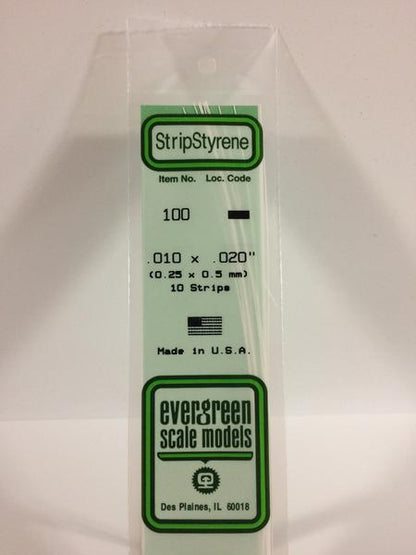 StripStyrene
Item No. Loc. Code
100
.010 x .020"
(0.25 x 0.5 mm)
10 Strips
Made in U.S.A.
evergreen
scale models
Des Plaines, IL 60018